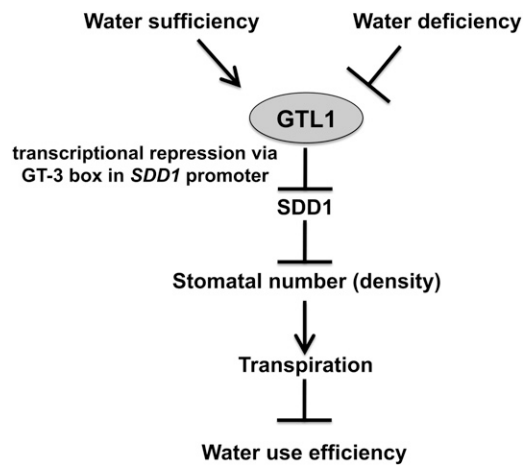 Water sufficiency
Water deficiency
GTL1
transcriptional repression via
GT-3 box in SDD1 promoter
SDD1
Stomatal number (density)
Transpiration
Water use efficiency